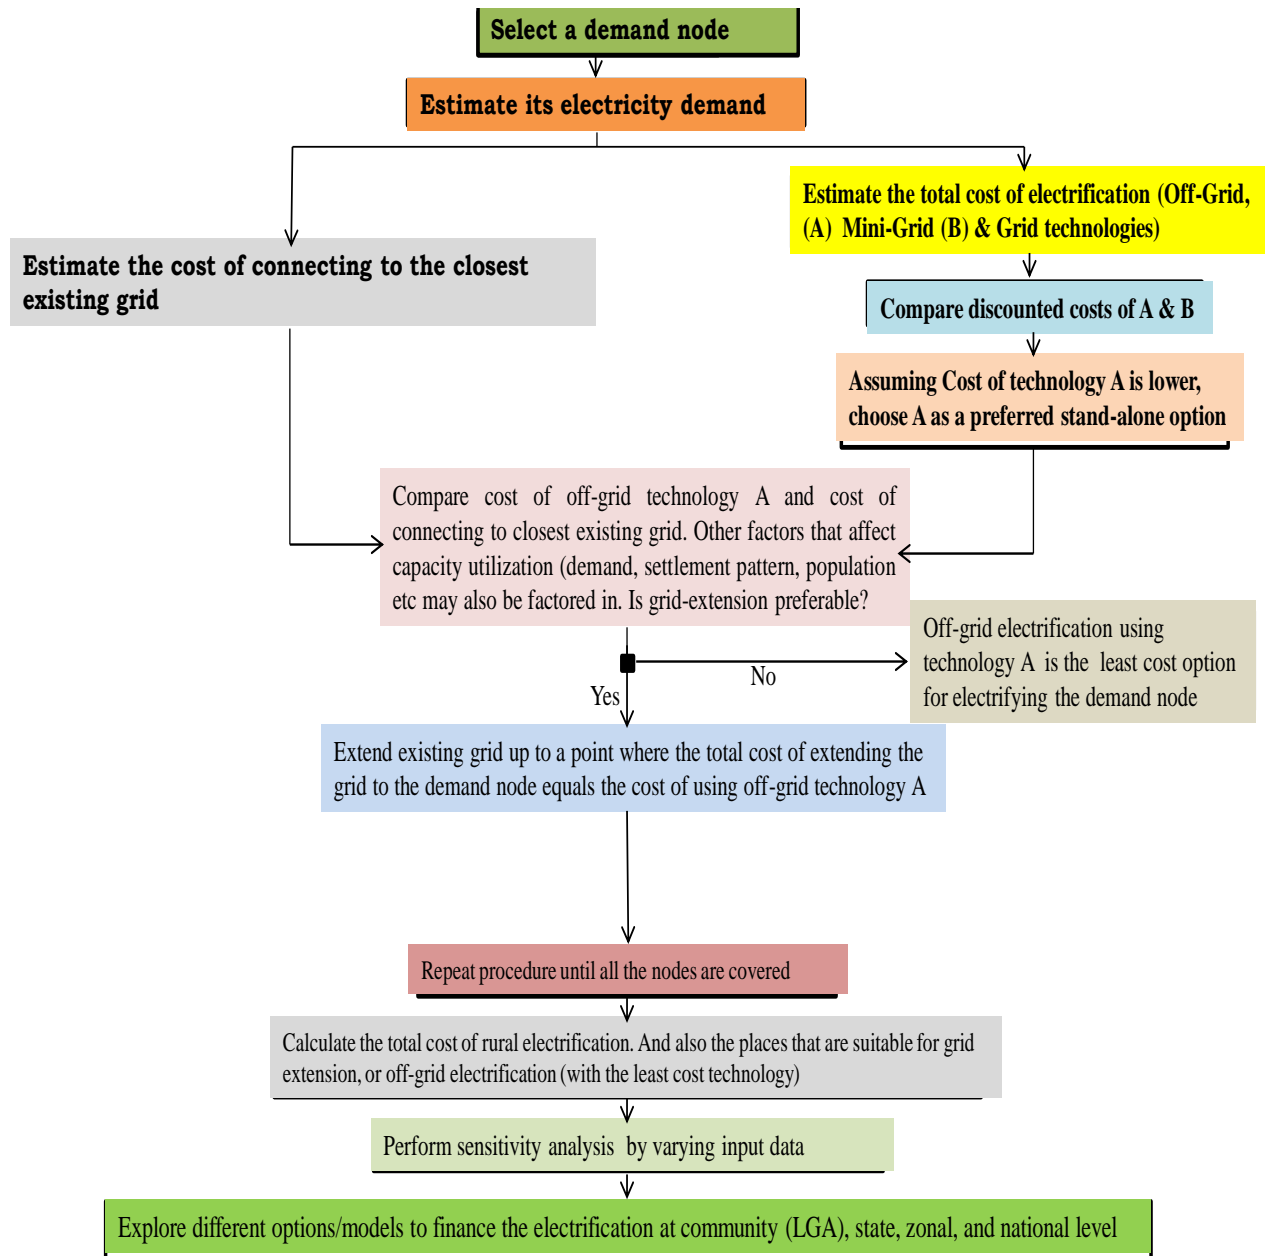 Select a demand node
Estimate its electricity demand
Estimate the total cost of electrification (Off-Grid,
(A) Mini-Grid (B) & Grid technologies)
Estimate the cost of connecting to the closest
existing grid
Compare discounted costs of A & B
Assuming Cost of technology A is lower,
choose A as a preferred stand-alone option
Compare cost of off-grid technology A and cost of
connecting to closest existing grid. Other factors that affect
capacity utilization (demand, settlement pattern, population
etc may also be factored in. Is grid-extension preferable?
Off-grid electrification using
technology A is the least cost option
for electrifying the demand node
No
Yes
Extend existing grid up to a point where the total cost of extending the
grid to the demand node equals the cost of using off-grid technology A
Repeat procedure until all the nodes are covered
Calculate the total cost of rural electrification. And also the places that are suitable for grid
extension, or off-grid electrification (with the least cost technology)
Perform sensitivity analysis by varying input data
Explore different options/models to finance the electrification at community (LGA), state, zonal, and national level